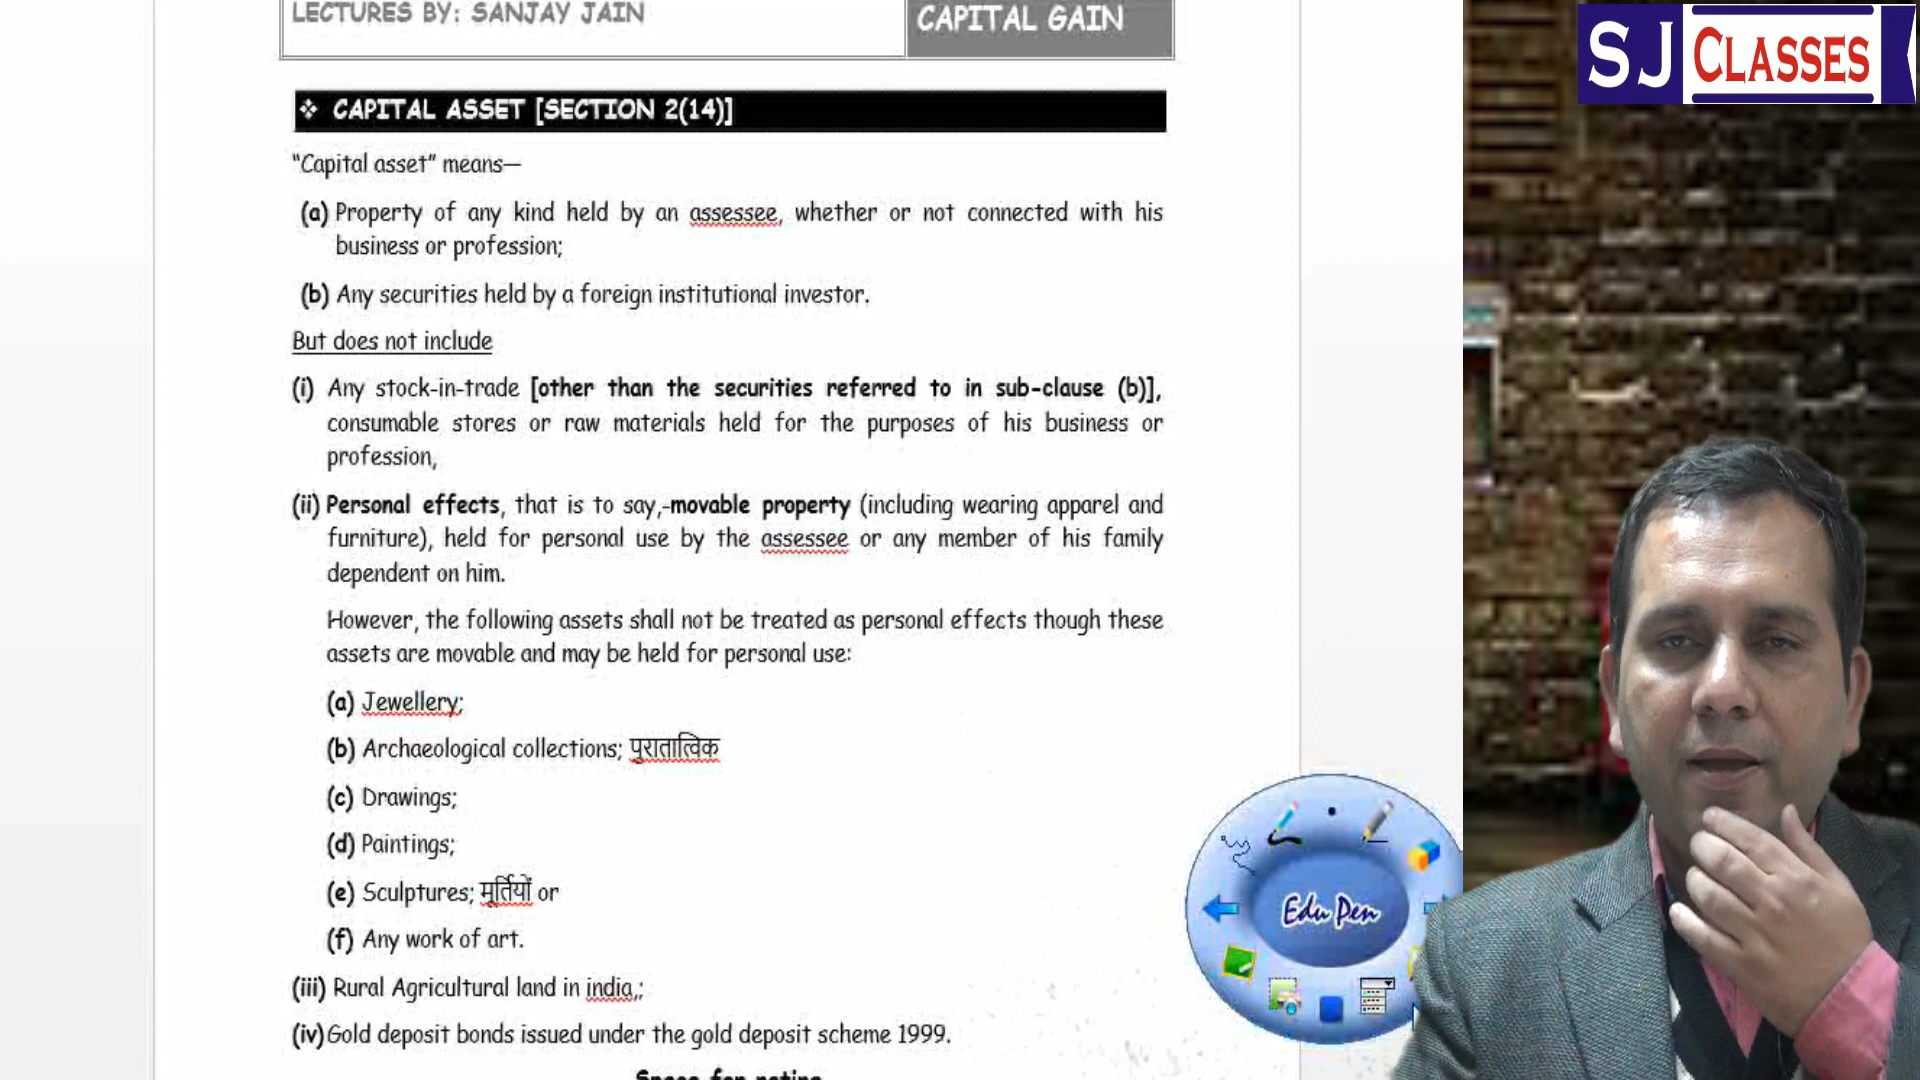 LECTURES BY: SANJAY JAIN
CAPITAL GAIN
SJ CLASSES
❖ CAPITAL ASSET [SECTION 2(14)]
“Capital asset” means—
(a) Property of any kind held by an assessee, whether or not connected with his
business or profession;
(b) Any securities held by a foreign institutional investor.
But does not include
(i) Any stock-in-trade [other than the securities referred to in sub-clause (b)],
consumable stores or raw materials held for the purposes of his business or
profession,
(ii) Personal effects, that is to say,-movable property (including wearing apparel and
furniture), held for personal use by the assessee or any member of his family
dependent on him.
However, the following assets shall not be treated as personal effects though these
assets are movable and may be held for personal use:
(a) Jewellery;
(b) Archaeological collections; पुरातात्विक
(c) Drawings;
(d) Paintings;
(e) Sculptures; मूर्तियों or
(f) Any work of art.
(iii) Rural Agricultural land in india,;
(iv) Gold deposit bonds issued under the gold deposit scheme 1999.
Edu Pen